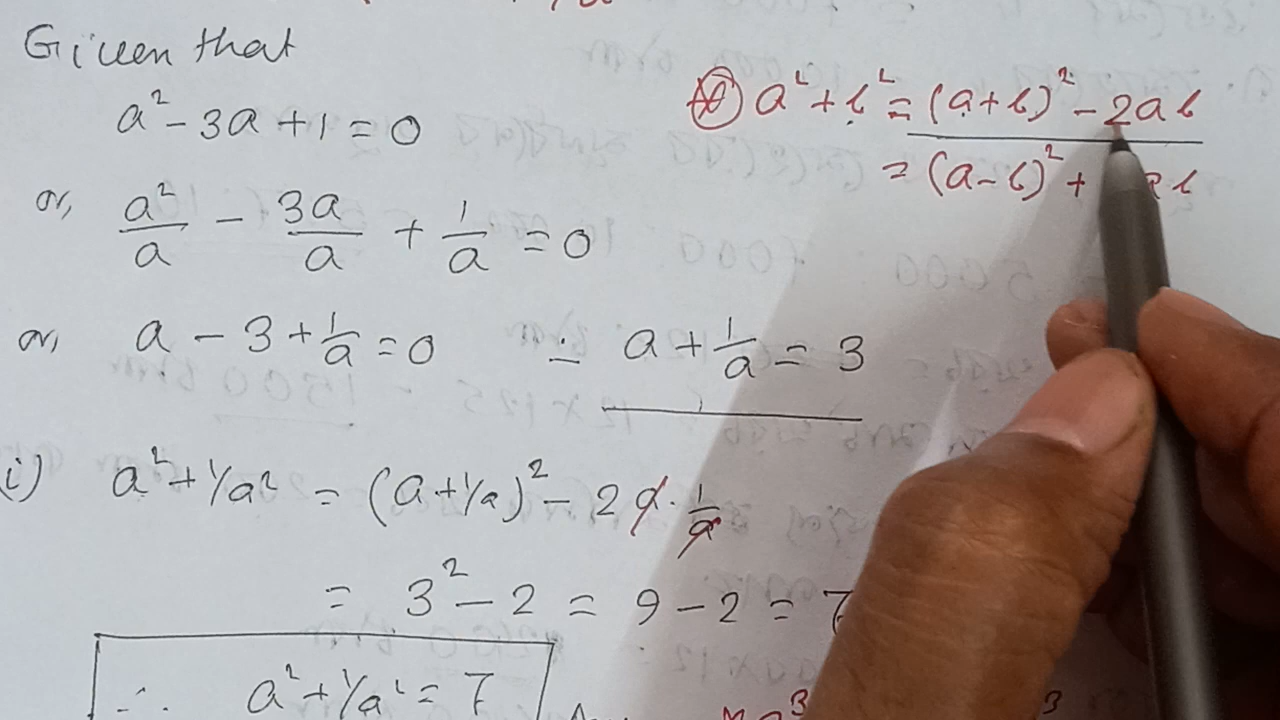 Given that
a² - 3a + 1 = 0
⊛ a² + b² = (a+b)² - 2ab
= (a-b)² + ab
or, a²/a - 3a/a + 1/a = 0
or, a - 3 + 1/a = 0 ∴ a + 1/a = 3
i) a² + 1/a² = (a + 1/a)² - 2a · 1/a
= 3² - 2 = 9 - 2 = 7
∴ a² + 1/a² = 7